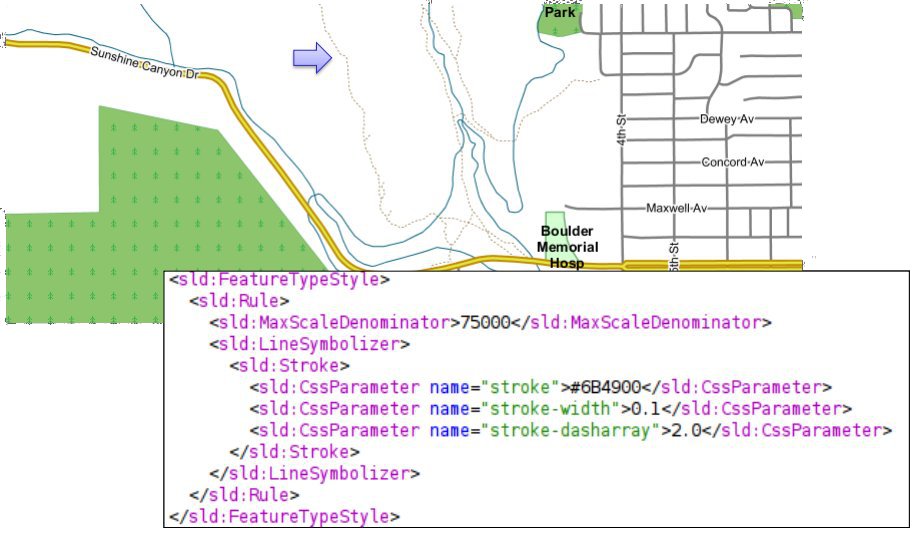 Park
Sunshine Canyon Dr
4th St
Dewey Av
Concord Av
Maxwell Av
Boulder
Memorial
Hosp
5th St
<sld:FeatureTypeStyle>
<sld:Rule>
<sld:MaxScaleDenominator>75000</sld:MaxScaleDenominator>
<sld:LineSymbolizer>
<sld:Stroke>
<sld:CssParameter name="stroke">#6B4900</sld:CssParameter>
<sld:CssParameter name="stroke-width">0.1</sld:CssParameter>
<sld:CssParameter name="stroke-dasharray">2.0</sld:CssParameter>
</sld:Stroke>
</sld:LineSymbolizer>
</sld:Rule>
</sld:FeatureTypeStyle>